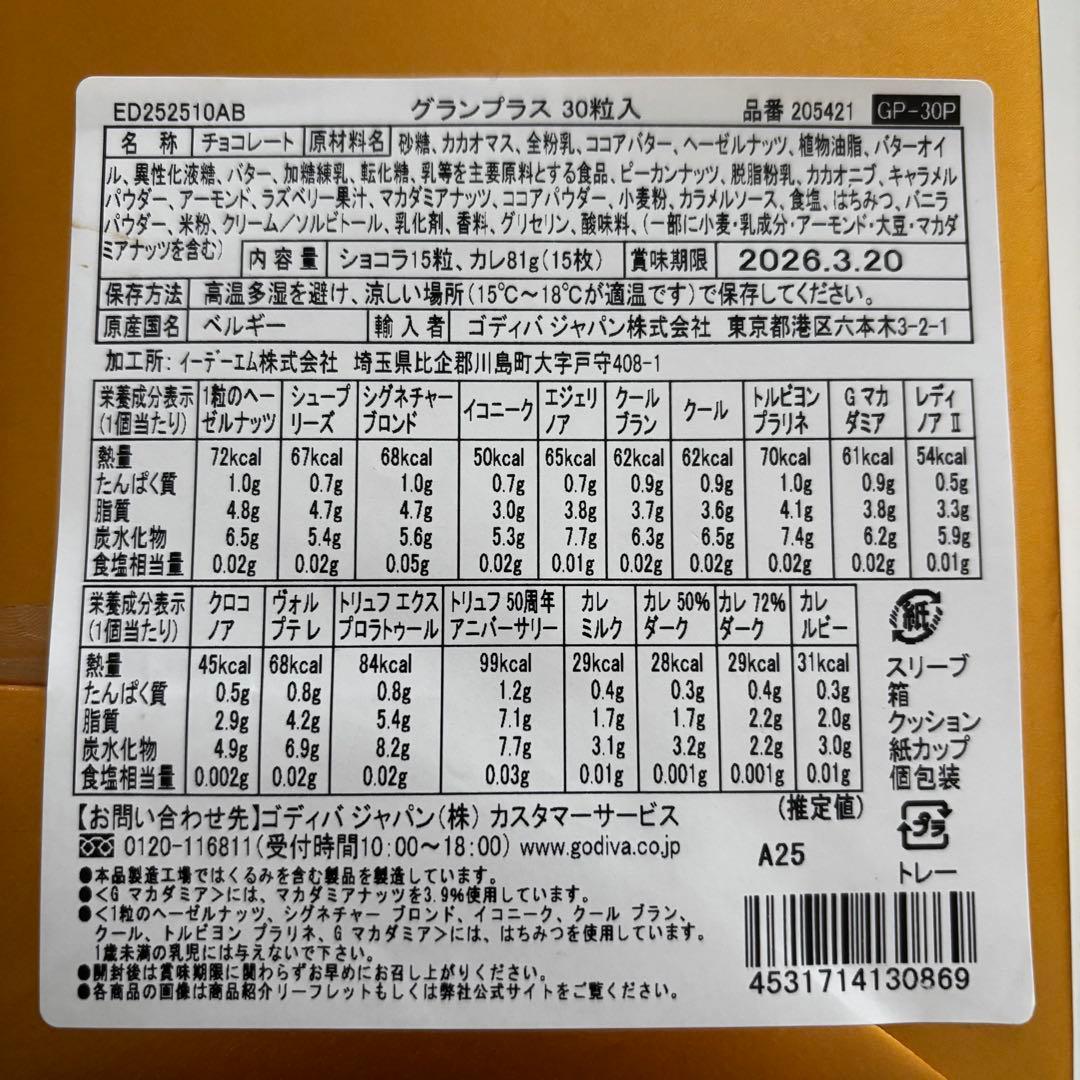 ED252510AB グランプラス 30粒入 品番 205421 GP-30P
名称 チョコレート 原材料名 砂糖、カカオマス、全粉乳、ココアバター、ヘーゼルナッツ、植物油脂、バターオイ
ル、異性化液糖、バター、加糖練乳、転化糖、乳等を主要原料とする食品、ピーカンナッツ、脱脂粉乳、カカオニブ、キャラメル
パウダー、アーモンド、ラズベリー果汁、マカダミアナッツ、ココアパウダー、小麦粉、カラメルソース、食塩、はちみつ、バニラ
パウダー、米粉、クリーム／ソルビトール、乳化剤、香料、グリセリン、酸味料、(一部に小麦・乳成分・アーモンド・大豆・マカダ
ミアナッツを含む) 内容量 ショコラ15粒、カレ81g(15枚) 賞味期限 2026.3.20
保存方法 高温多湿を避け、涼しい場所(15℃〜18℃が適温です)で保存してください。
原産国名 ベルギー 輸入者 ゴディバ ジャパン株式会社 東京都港区六本木3-2-1
加工所: イーデーエム株式会社 埼玉県比企郡川島町大字戸守408-1
栄養成分表示 1粒のヘー シュープ シグネチャー イコニーク エジェリ クール クール トルビヨン G マカ レディ
(1個当たり) ゼルナッツ リーズ ブロンド ノア ブラン プラリネ ダミア ノア Ⅱ
熱量 72kcal 67kcal 68kcal 50kcal 65kcal 62kcal 62kcal 70kcal 61kcal 54kcal
たんぱく質 1.0g 0.7g 1.0g 0.7g 0.7g 0.9g 0.9g 1.0g 0.9g 0.5g
脂質 4.8g 4.7g 4.7g 3.0g 3.8g 3.7g 3.6g 4.1g 3.8g 3.3g
炭水化物 6.5g 5.4g 5.6g 5.3g 7.7g 6.3g 6.5g 7.4g 6.2g 5.9g
食塩相当量 0.02g 0.02g 0.05g 0.02g 0.01g 0.02g 0.02g 0.02g 0.02g 0.01g
栄養成分表示 クロコ ヴォル トリュフ エクス トリュフ 50周年 カレ カレ 50% カレ 72% カレ
(1個当たり) ノア プテレ プロラトゥール アニバーサリー ミルク ダーク ダーク ルビー
熱量 45kcal 68kcal 84kcal 99kcal 29kcal 28kcal 29kcal 31kcal
たんぱく質 0.5g 0.8g 0.8g 1.2g 0.4g 0.3g 0.4g 0.3g
脂質 2.9g 4.2g 5.4g 7.1g 1.7g 1.7g 2.2g 2.0g
炭水化物 4.9g 6.9g 8.2g 7.7g 3.1g 3.2g 2.2g 3.0g
食塩相当量 0.002g 0.02g 0.02g 0.03g 0.01g 0.001g 0.001g 0.01g
(推定値)
紙
スリーブ
箱
クッション
紙カップ
個包装
プラ
トレー
【お問い合わせ先】ゴディバ ジャパン(株) カスタマーサービス
0120-116811(受付時間10:00〜18:00) www.godiva.co.jp
A25
●本品製造工場ではくるみを含む製品を製造しています。
●<G マカダミア>には、マカダミアナッツを3.9%使用しています。
●<1粒のヘーゼルナッツ、シグネチャー ブロンド、イコニーク、クール ブラン、
クール、トルビヨン プラリネ、G マカダミア>には、はちみつを使用しています。
1歳未満の乳児には与えないで下さい。
●開封後は賞味期限に関わらずお早めにお召し上がりください。
●各商品の画像は商品紹介リーフレットもしくは弊社公式サイトをご覧ください。
4531714130869